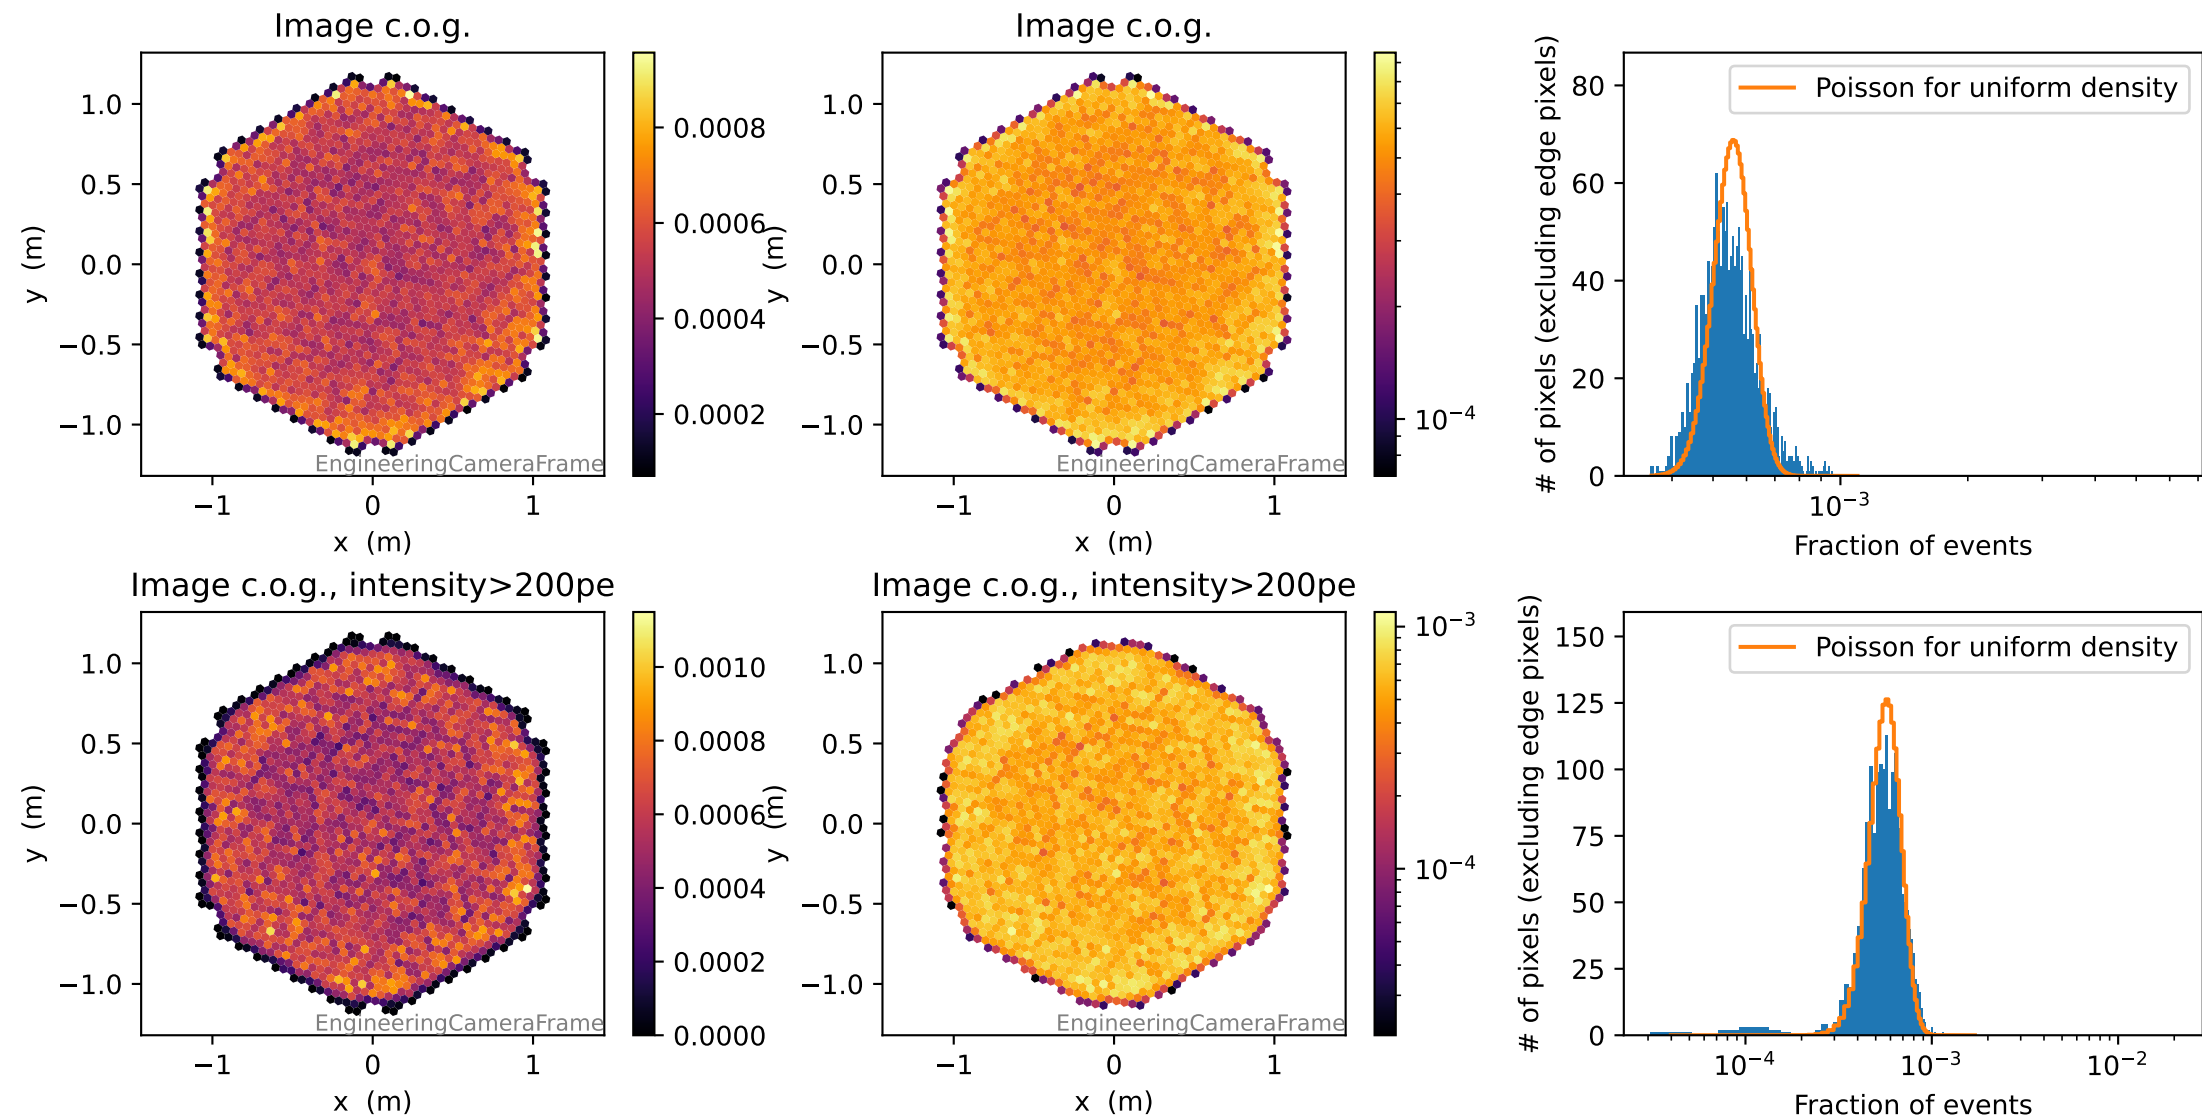 Image c.o.g.
1.0
0.5
0.0
−0.5
−1.0
y (m)
−1
0
1
x (m)
EngineeringCameraFrame
0.0008
0.0006
0.0004
0.0002
Image c.o.g.
1.0
0.5
0.0
−0.5
−1.0
y (m)
−1
0
1
x (m)
EngineeringCameraFrame
10⁻⁴
80
60
40
20
0
# of pixels (excluding edge pixels)
Poisson for uniform density
10⁻³
Fraction of events
Image c.o.g., intensity>200pe
1.0
0.5
0.0
−0.5
−1.0
y (m)
−1
0
1
x (m)
EngineeringCameraFrame
0.0010
0.0008
0.0006
0.0004
0.0002
0.0000
Image c.o.g., intensity>200pe
1.0
0.5
0.0
−0.5
−1.0
y (m)
−1
0
1
x (m)
EngineeringCameraFrame
10⁻³
10⁻⁴
150
125
100
75
50
25
0
# of pixels (excluding edge pixels)
Poisson for uniform density
10⁻⁴
10⁻³
10⁻²
Fraction of events